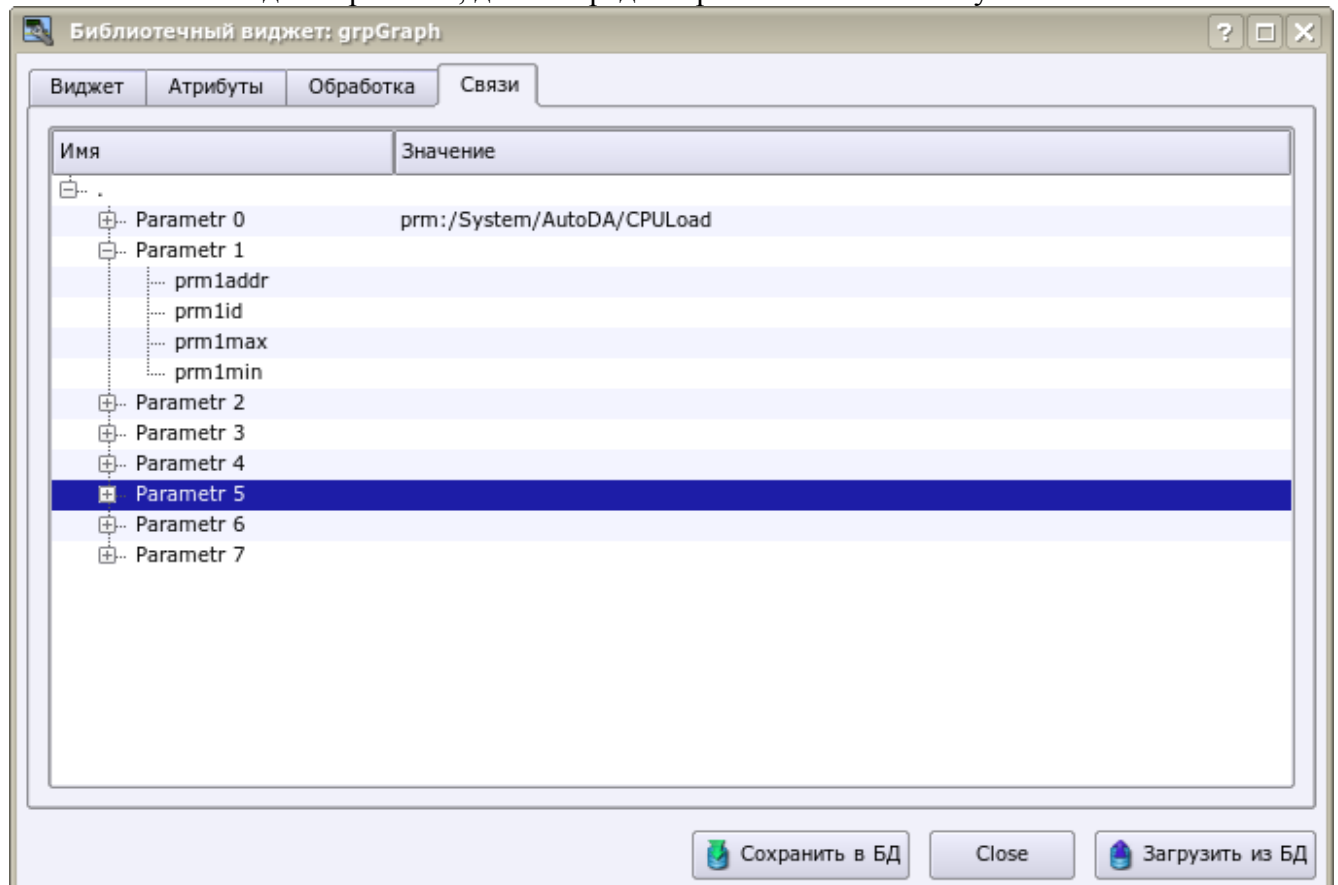 Библиотечный виджет: grpGraph
Виджет Атрибуты Обработка Связи
Имя Значение
.
Parametr 0 prm:/System/AutoDA/CPULoad
Parametr 1
prm1addr
prm1id
prm1max
prm1min
Parametr 2
Parametr 3
Parametr 4
Parametr 5
Parametr 6
Parametr 7
Сохранить в БД Close Загрузить из БД